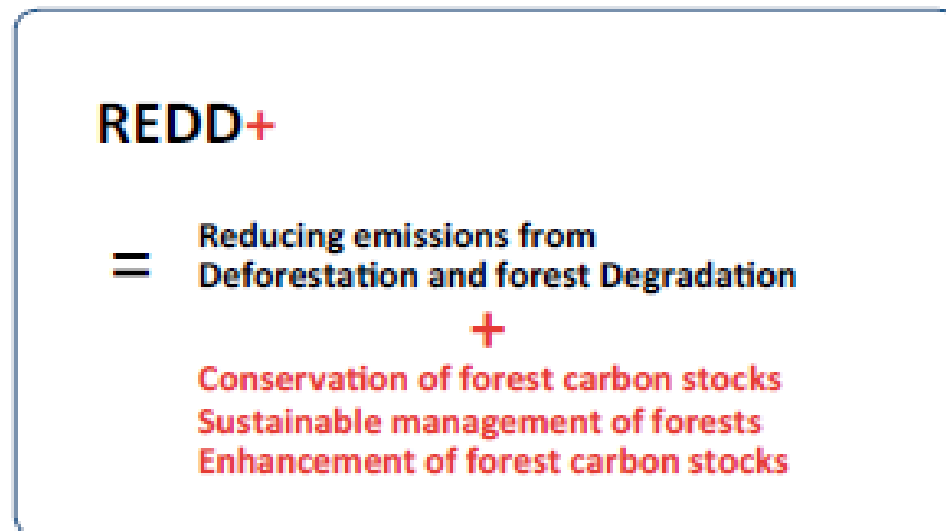 REDD+
= Reducing emissions from
Deforestation and forest Degradation
+
Conservation of forest carbon stocks
Sustainable management of forests
Enhancement of forest carbon stocks